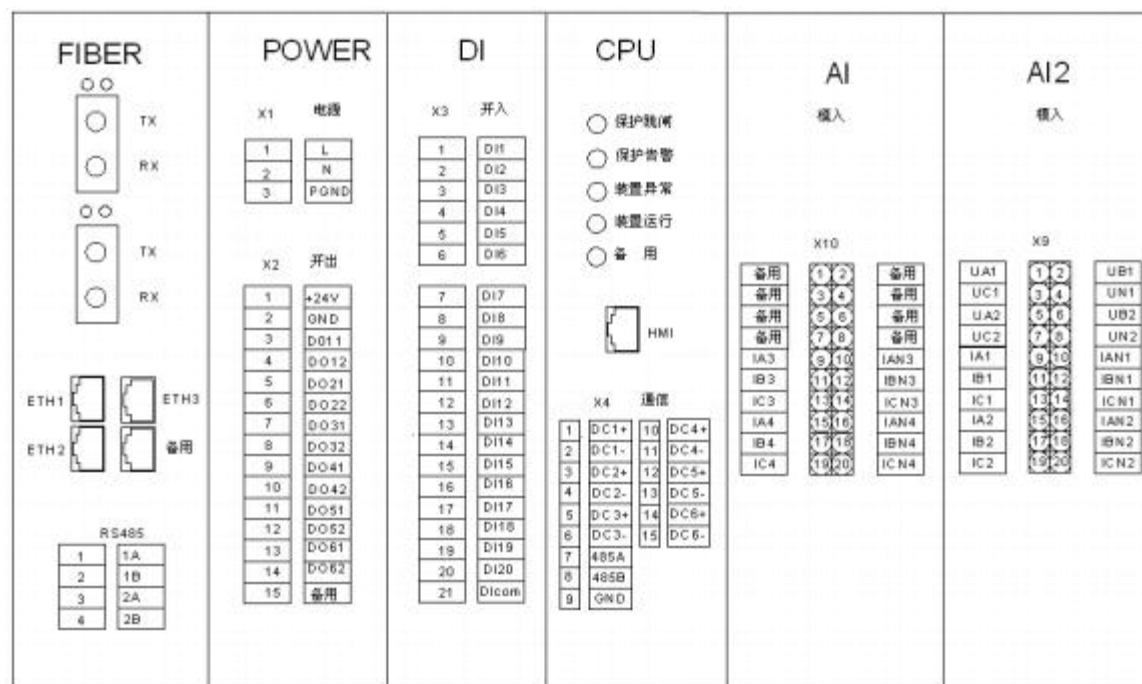 FIBER
TX
RX
TX
RX
ETH1
ETH3
ETH2
备用
RS485
1 1A
2 1B
3 2A
4 2B
POWER
X1 电源
1 L
2 N
3 PGND
X2 开出
1 +24V
2 GND
3 DO11
4 DO12
5 DO21
6 DO22
7 DO31
8 DO32
9 DO41
10 DO42
11 DO51
12 DO52
13 DO61
14 DO62
15 备用
DI
X3 开入
1 DI1
2 DI2
3 DI3
4 DI4
5 DI5
6 DI6
7 DI7
8 DI8
9 DI9
10 DI10
11 DI11
12 DI12
13 DI13
14 DI14
15 DI15
16 DI16
17 DI17
18 DI18
19 DI19
20 DI20
21 DIcom
CPU
保护跳闸
保护告警
装置异常
装置运行
备 用
HMI
X4 通信
1 DC1+ 10 DC4+
2 DC1- 11 DC4-
3 DC2+ 12 DC5+
4 DC2- 13 DC5-
5 DC3+ 14 DC6+
6 DC3- 15 DC6-
7 485A
8 485B
9 GND
AI
模入
X10
备用 1 2 备用
备用 3 4 备用
备用 5 6 备用
备用 7 8 备用
IA3 9 10 IAN3
IB3 11 12 IBN3
IC3 13 14 ICN3
IA4 15 16 IAN4
IB4 17 18 IBN4
IC4 19 20 ICN4
AI2
模入
X9
UA1 1 2 UB1
UC1 3 4 UN1
UA2 5 6 UB2
UC2 7 8 UN2
IA1 9 10 IAN1
IB1 11 12 IBN1
IC1 13 14 ICN1
IA2 15 16 IAN2
IB2 17 18 IBN2
IC2 19 20 ICN2